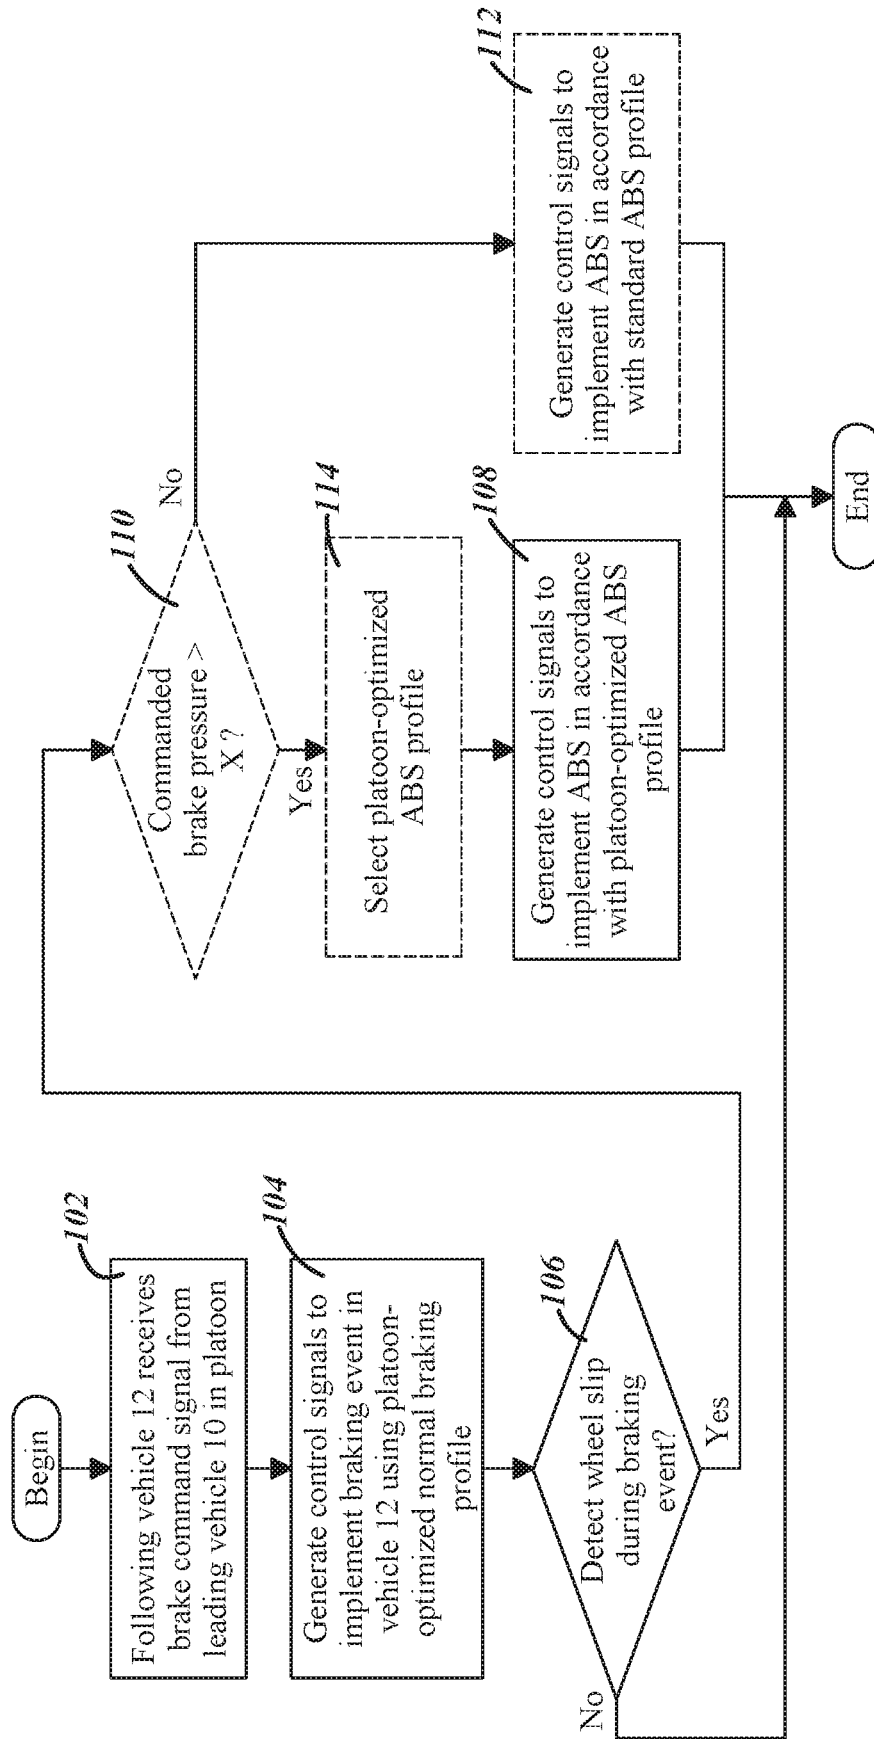 Begin
102
Following vehicle 12 receives
brake command signal from
leading vehicle 10 in platoon
104
Generate control signals to
implement braking event in
vehicle 12 using platoon-
optimized normal braking
profile
106
Detect wheel slip
during braking
event?
No
Yes
110
Commanded
brake pressure >
X ?
No
Yes
114
Select platoon-optimized
ABS profile
108
Generate control signals to
implement ABS in accordance
with platoon-optimized ABS
profile
112
Generate control signals to
implement ABS in accordance
with standard ABS profile
End